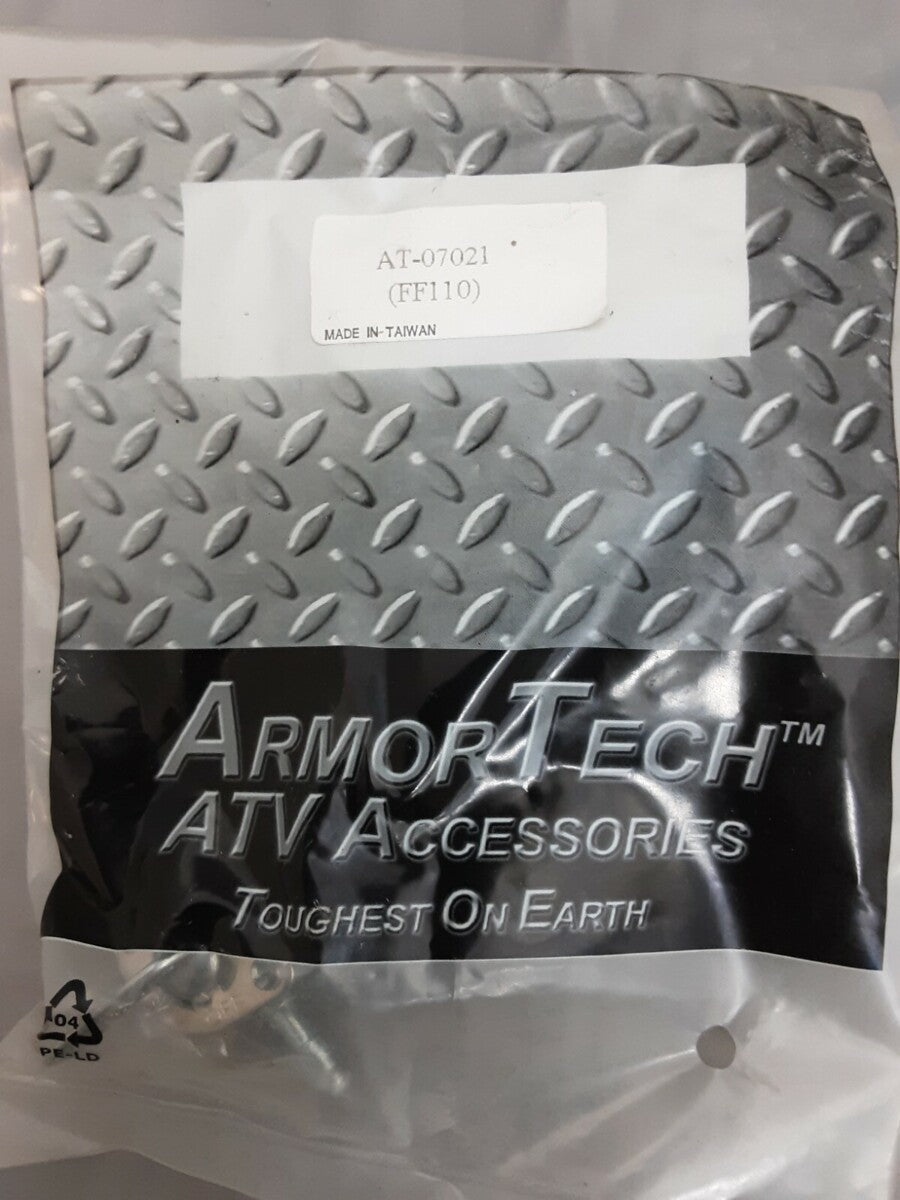 AT-07021
(FF110)
MADE IN-TAIWAN
ARMORTECH™
ATV ACCESSORIES
TOUGHEST ON EARTH
04
PE-LD